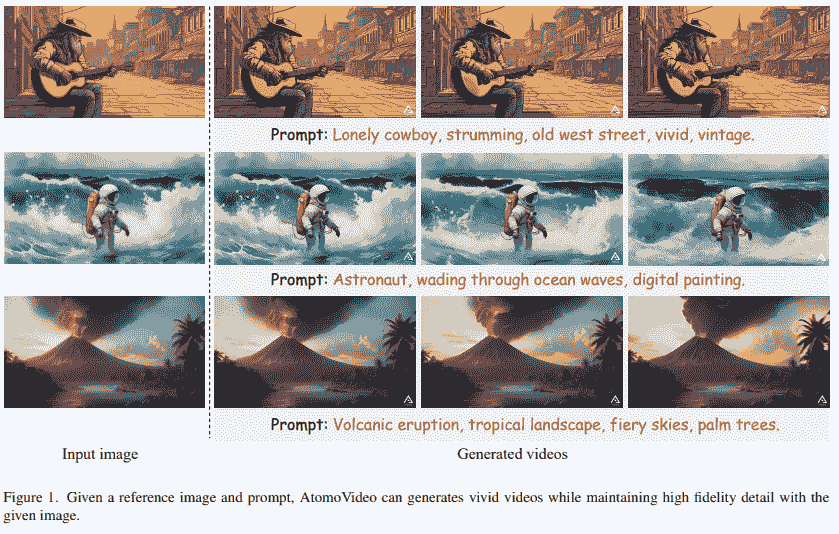 Prompt: Lonely cowboy, strumming, old west street, vivid, vintage.
Prompt: Astronaut, wading through ocean waves, digital painting.
Prompt: Volcanic eruption, tropical landscape, fiery skies, palm trees.
Input image
Generated videos
Figure 1. Given a reference image and prompt, AtomoVideo can generates vivid videos while maintaining high fidelity detail with the
given image.